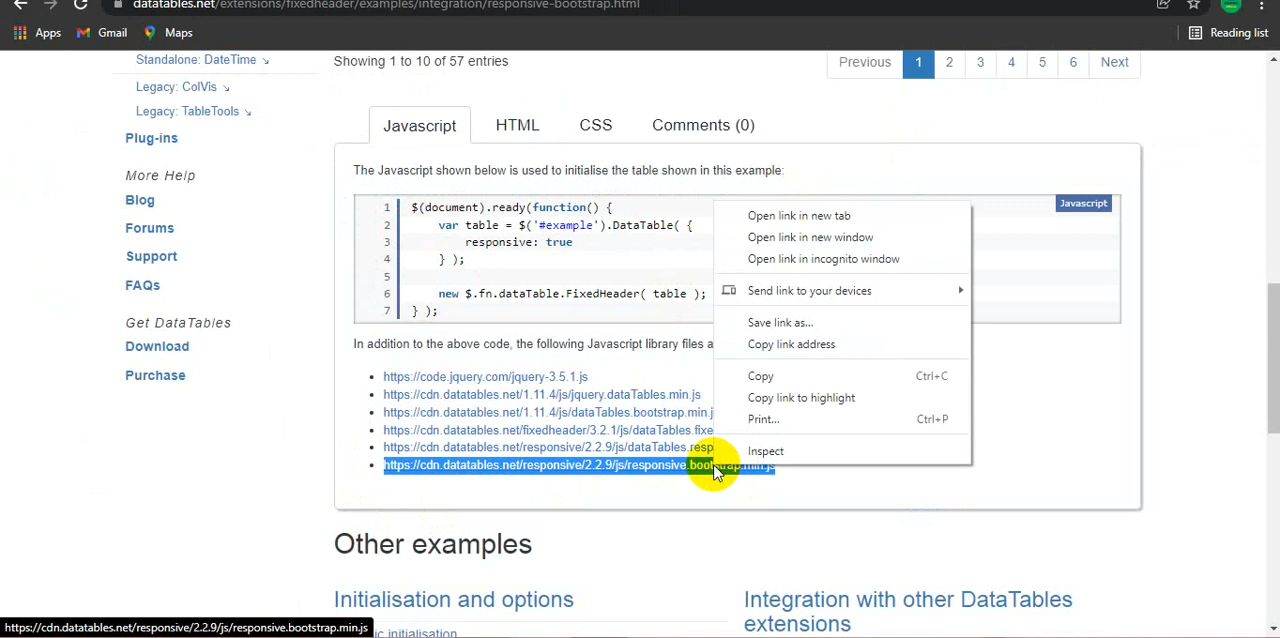 datatables.net/extensions/fixedheader/examples/integration/responsive-bootstrap.html
Apps Gmail Maps Reading list
Standalone: DateTime ↘
Legacy: ColVis ↘
Legacy: TableTools ↘
Plug-ins
More Help
Blog
Forums
Support
FAQs
Get DataTables
Download
Purchase
Showing 1 to 10 of 57 entries
Previous 1 2 3 4 5 6 Next
Javascript HTML CSS Comments (0)
The Javascript shown below is used to initialise the table shown in this example:
Javascript
1 $(document).ready(function() {
2 var table = $('#example').DataTable( {
3 responsive: true
4 } );
5
6 new $.fn.dataTable.FixedHeader( table );
7 } );
In addition to the above code, the following Javascript library files a
https://code.jquery.com/jquery-3.5.1.js
https://cdn.datatables.net/1.11.4/js/jquery.dataTables.min.js
https://cdn.datatables.net/1.11.4/js/dataTables.bootstrap.min.j
https://cdn.datatables.net/fixedheader/3.2.1/js/dataTables.fixe
https://cdn.datatables.net/responsive/2.2.9/js/dataTables.resp
https://cdn.datatables.net/responsive/2.2.9/js/responsive.bootstrap.min.js
Open link in new tab
Open link in new window
Open link in incognito window
Send link to your devices
Save link as...
Copy link address
Copy Ctrl+C
Copy link to highlight
Print... Ctrl+P
Inspect
Other examples
Initialisation and options
initialisation
Integration with other DataTables
extensions
https://cdn.datatables.net/responsive/2.2.9/js/responsive.bootstrap.min.js